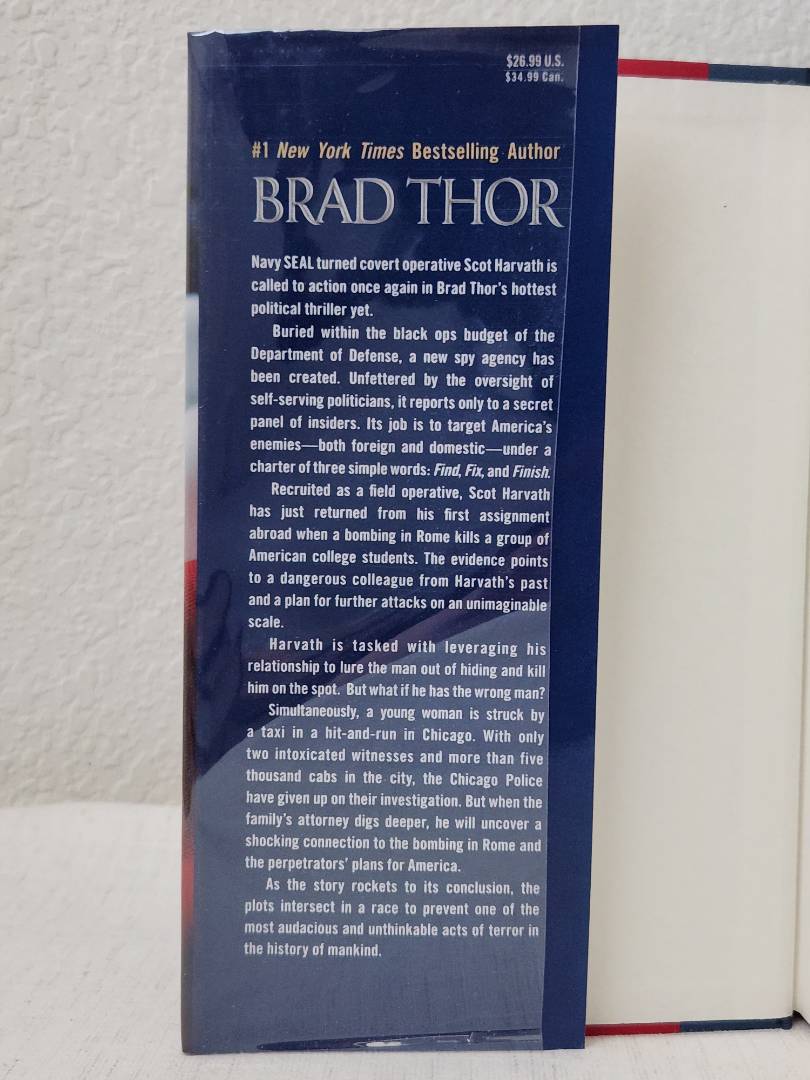 $26.99 U.S.
$34.99 Can.
#1 New York Times Bestselling Author
BRAD THOR
Navy SEAL turned covert operative Scot Harvath is
called to action once again in Brad Thor's hottest
political thriller yet.
Buried within the black ops budget of the
Department of Defense, a new spy agency has
been created. Unfettered by the oversight of
self-serving politicians, it reports only to a secret
panel of insiders. Its job is to target America's
enemies—both foreign and domestic—under a
charter of three simple words: Find, Fix, and Finish.
Recruited as a field operative, Scot Harvath
has just returned from his first assignment
abroad when a bombing in Rome kills a group of
American college students. The evidence points
to a dangerous colleague from Harvath's past
and a plan for further attacks on an unimaginable
scale.
Harvath is tasked with leveraging his
relationship to lure the man out of hiding and kill
him on the spot. But what if he has the wrong man?
Simultaneously, a young woman is struck by
a taxi in a hit-and-run in Chicago. With only
two intoxicated witnesses and more than five
thousand cabs in the city, the Chicago Police
have given up on their investigation. But when the
family's attorney digs deeper, he will uncover a
shocking connection to the bombing in Rome and
the perpetrators' plans for America.
As the story rockets to its conclusion, the
plots intersect in a race to prevent one of the
most audacious and unthinkable acts of terror in
the history of mankind.